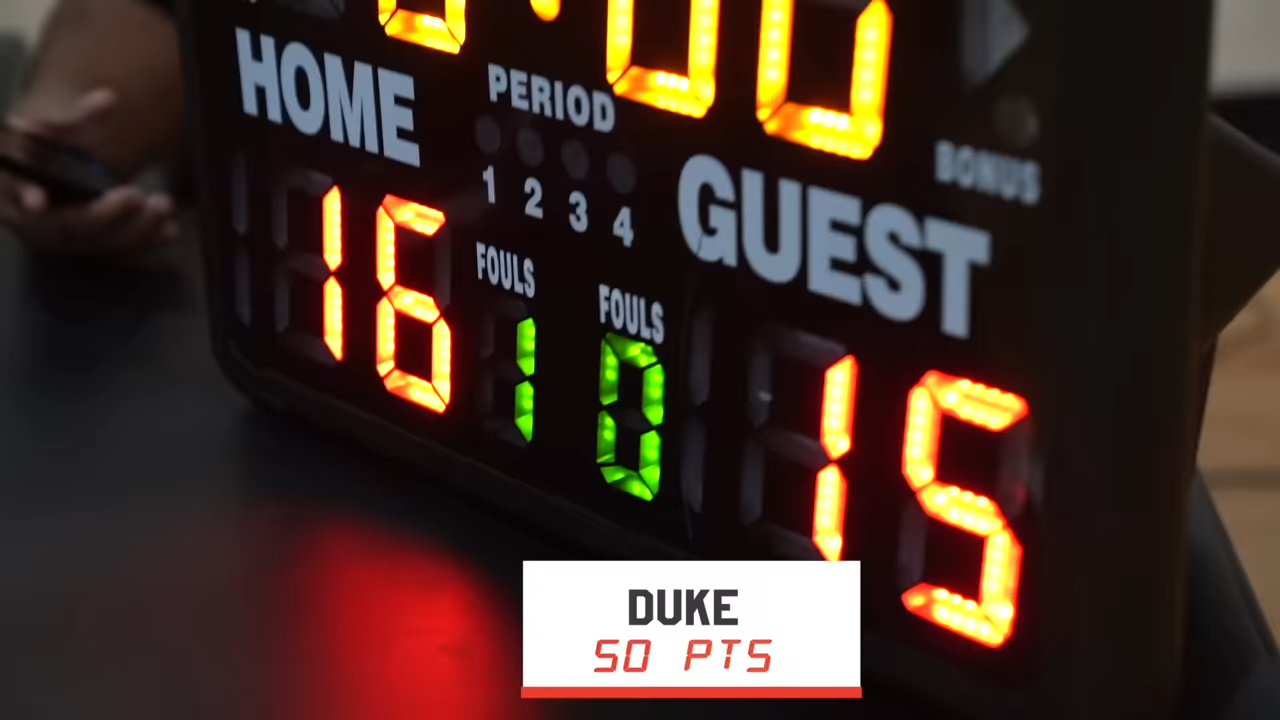 HOME
PERIOD
1 2 3 4
GUEST
BONUS
16
FOULS
1
FOULS
0
15
DUKE
50 PTS